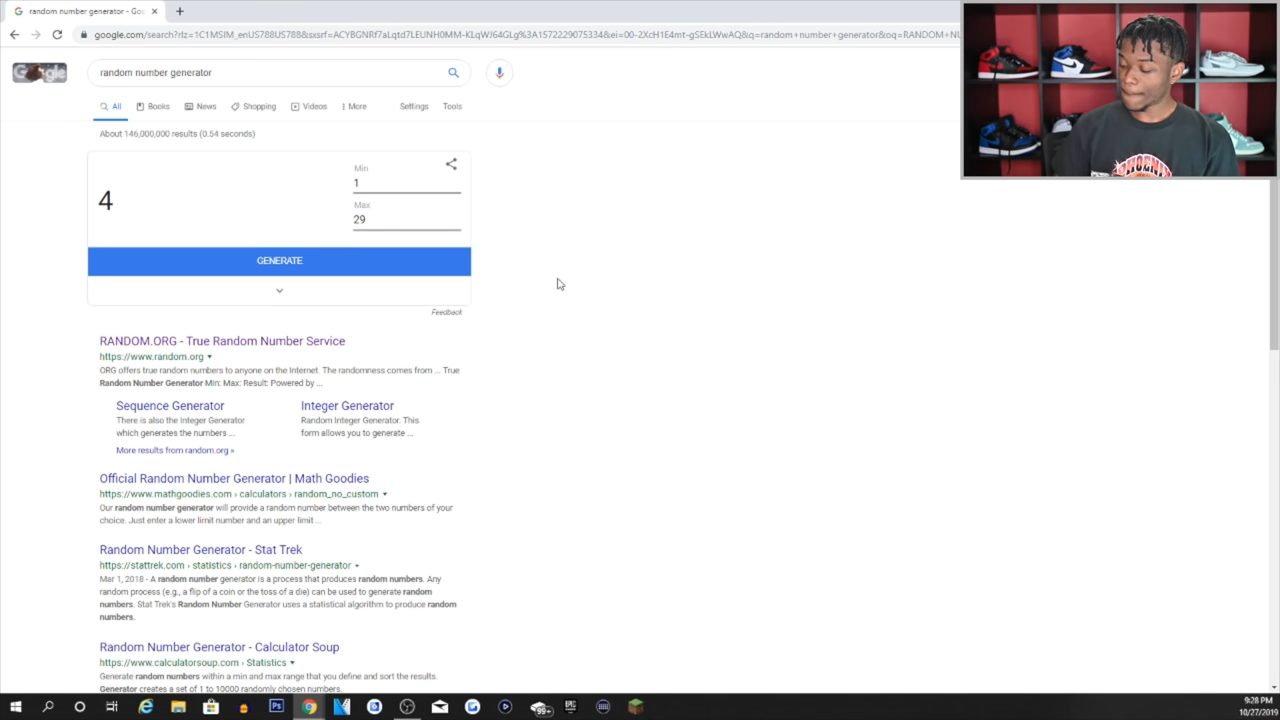 random number generator - Goo
google.com/search?rlz=1C1MSIM_enUS788US788&sxsrf=ACYBGNRf7aLqtd7LEUNH0MM-KLqWJ64GLg%3A1572229075334&ei=00-2XcH1E4mt-gSEkLWwAQ&q=random+number+generator&oq=RANDOM+NU
Google
random number generator
All Books News Shopping Videos More Settings Tools
About 146,000,000 results (0.54 seconds)
Min
1
4
Max
29
GENERATE
Feedback
RANDOM.ORG - True Random Number Service
https://www.random.org
ORG offers true random numbers to anyone on the Internet. The randomness comes from ... True
Random Number Generator Min: Max: Result: Powered by ...
Sequence Generator Integer Generator
There is also the Integer Generator Random Integer Generator. This
which generates the numbers ... form allows you to generate ...
More results from random.org »
Official Random Number Generator | Math Goodies
https://www.mathgoodies.com › calculators › random_no_custom
Our random number generator will provide a random number between the two numbers of your
choice. Just enter a lower limit number and an upper limit ...
Random Number Generator - Stat Trek
https://stattrek.com › statistics › random-number-generator
Mar 1, 2018 - A random number generator is a process that produces random numbers. Any
random process (e.g., a flip of a coin or the toss of a die) can be used to generate random
numbers. Stat Trek's Random Number Generator uses a statistical algorithm to produce random
numbers.
Random Number Generator - Calculator Soup
https://www.calculatorsoup.com › Statistics
Generate random numbers within a min and max range that you define and sort the results.
Generator creates a set of 1 to 10000 randomly chosen numbers.
Ps
99+
EPIC
9:28 PM
10/27/2019